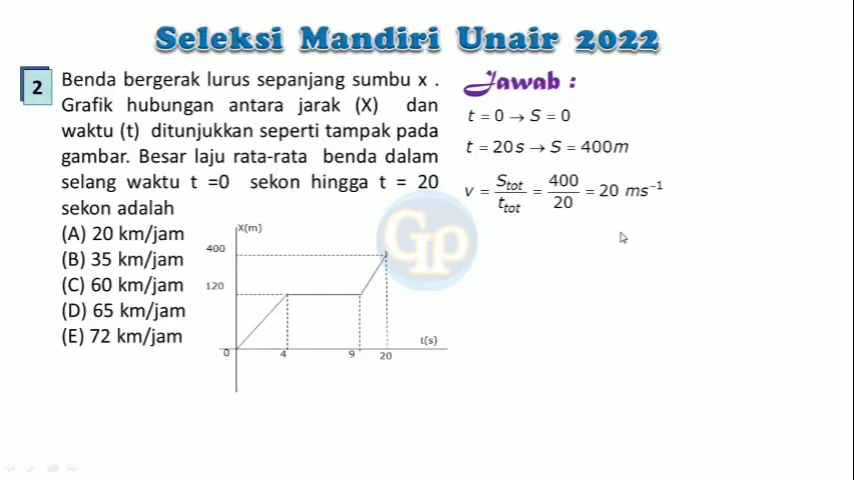 Seleksi Mandiri Unair 2022
2
Benda bergerak lurus sepanjang sumbu x .
Grafik hubungan antara jarak (X) dan
waktu (t) ditunjukkan seperti tampak pada
gambar. Besar laju rata-rata benda dalam
selang waktu t =0 sekon hingga t = 20
sekon adalah
(A) 20 km/jam
(B) 35 km/jam
(C) 60 km/jam
(D) 65 km/jam
(E) 72 km/jam
X(m)
400
120
0
4
9
20
t(s)
Jawab :
t = 0 → S = 0
t = 20 s → S = 400 m
v = S_tot / t_tot = 400 / 20 = 20 ms⁻¹
GIP